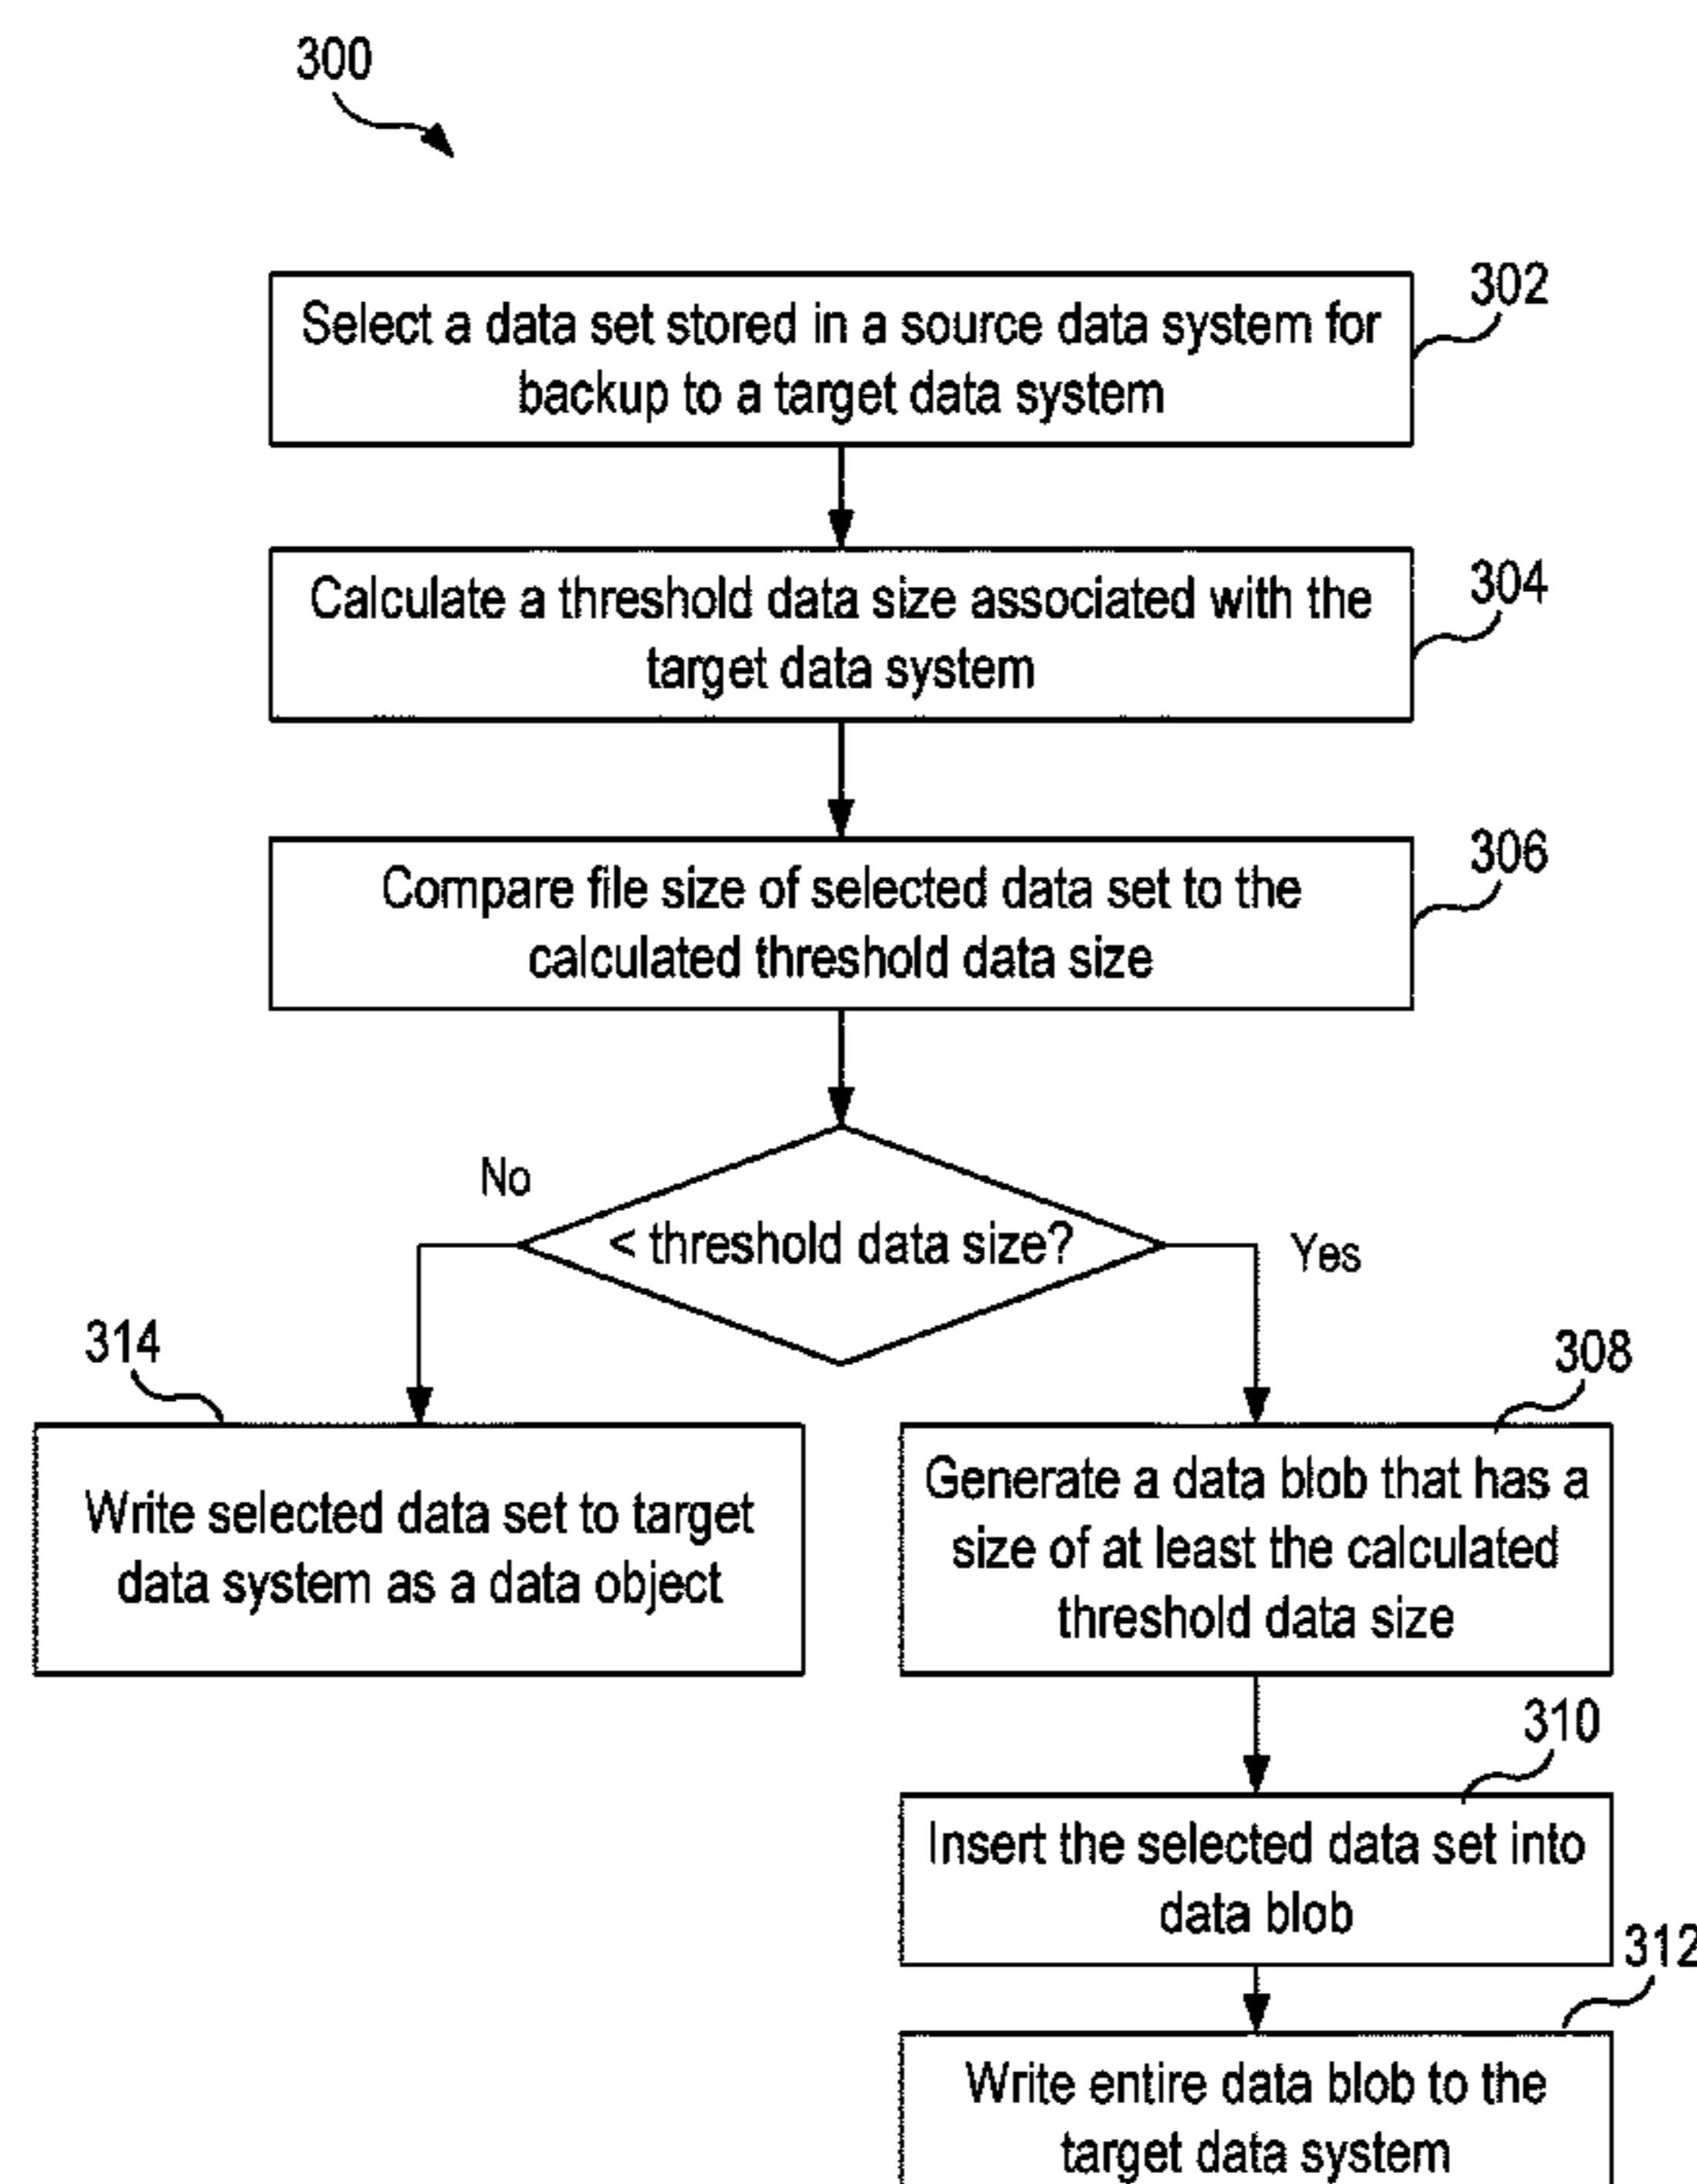 300
302
Select a data set stored in a source data system for
backup to a target data system
304
Calculate a threshold data size associated with the
target data system
306
Compare file size of selected data set to the
calculated threshold data size
No
< threshold data size?
Yes
314
308
Write selected data set to target
data system as a data object
Generate a data blob that has a
size of at least the calculated
threshold data size
310
Insert the selected data set into
data blob
312
Write entire data blob to the
target data system